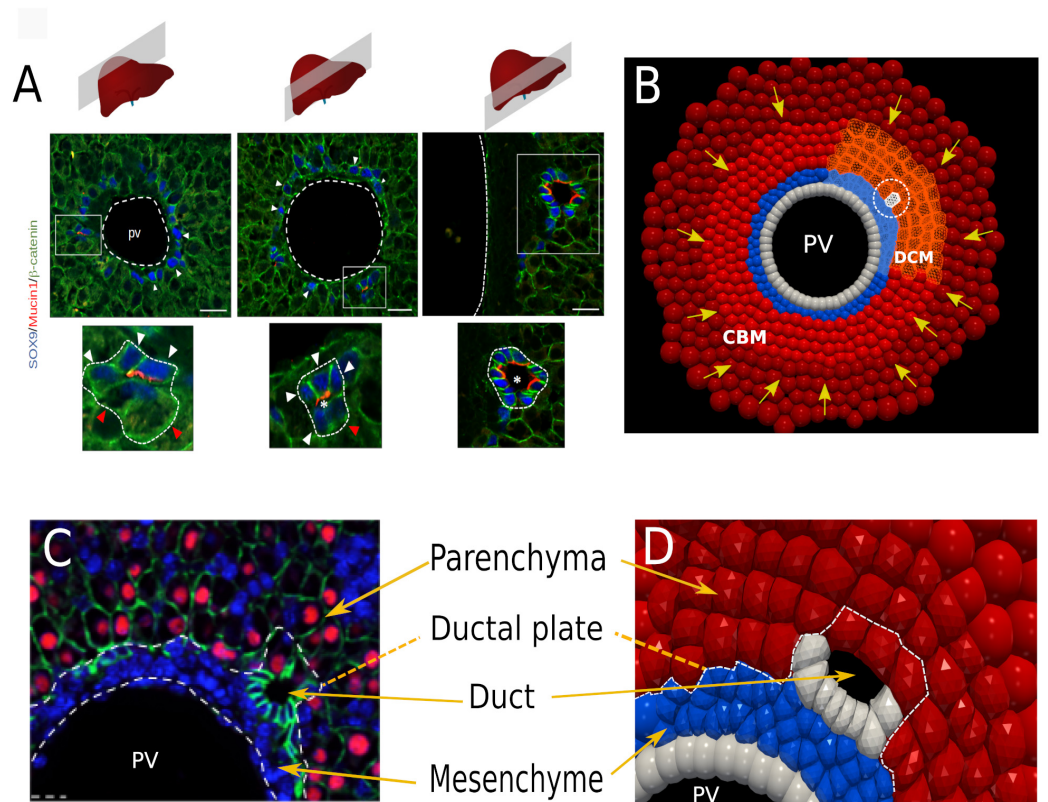 A
B
SOX9/Mucin1/β-catenin
pv
*
*
PV
DCM
CBM
C
D
Parenchyma
Ductal plate
Duct
Mesenchyme
PV
PV